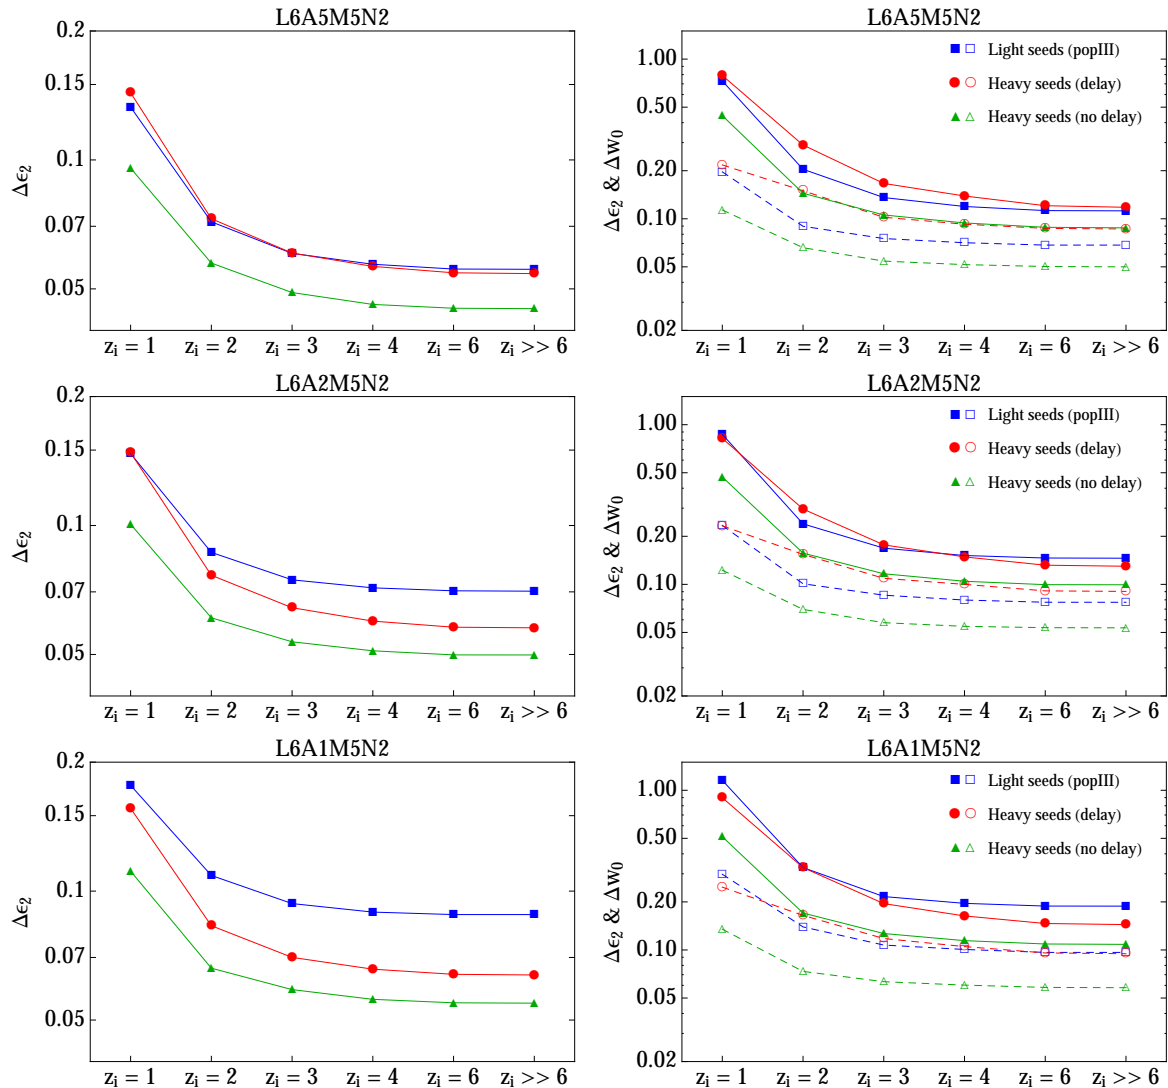 L6A5M5N2
0.2
0.15
0.1
0.07
0.05
Δϵ₂
zᵢ = 1 zᵢ = 2 zᵢ = 3 zᵢ = 4 zᵢ = 6 zᵢ >> 6
L6A5M5N2
1.00
0.50
0.20
0.10
0.05
0.02
Δϵ₂ & Δw₀
Light seeds (popIII)
Heavy seeds (delay)
Heavy seeds (no delay)
zᵢ = 1 zᵢ = 2 zᵢ = 3 zᵢ = 4 zᵢ = 6 zᵢ >> 6
L6A2M5N2
0.2
0.15
0.1
0.07
0.05
Δϵ₂
zᵢ = 1 zᵢ = 2 zᵢ = 3 zᵢ = 4 zᵢ = 6 zᵢ >> 6
L6A2M5N2
1.00
0.50
0.20
0.10
0.05
0.02
Δϵ₂ & Δw₀
Light seeds (popIII)
Heavy seeds (delay)
Heavy seeds (no delay)
zᵢ = 1 zᵢ = 2 zᵢ = 3 zᵢ = 4 zᵢ = 6 zᵢ >> 6
L6A1M5N2
0.2
0.15
0.1
0.07
0.05
Δϵ₂
zᵢ = 1 zᵢ = 2 zᵢ = 3 zᵢ = 4 zᵢ = 6 zᵢ >> 6
L6A1M5N2
1.00
0.50
0.20
0.10
0.05
0.02
Δϵ₂ & Δw₀
Light seeds (popIII)
Heavy seeds (delay)
Heavy seeds (no delay)
zᵢ = 1 zᵢ = 2 zᵢ = 3 zᵢ = 4 zᵢ = 6 zᵢ >> 6